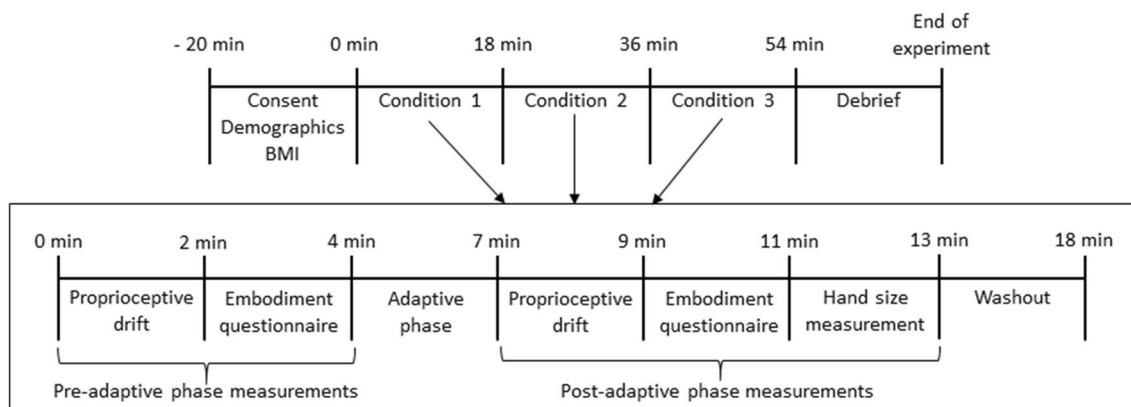 - 20 min 0 min 18 min 36 min 54 min End of
experiment
Consent
Demographics
BMI
Condition 1 Condition 2 Condition 3 Debrief
0 min 2 min 4 min 7 min 9 min 11 min 13 min 18 min
Proprioceptive
drift
Embodiment
questionnaire
Adaptive
phase
Proprioceptive
drift
Embodiment
questionnaire
Hand size
measurement
Washout
Pre-adaptive phase measurements
Post-adaptive phase measurements